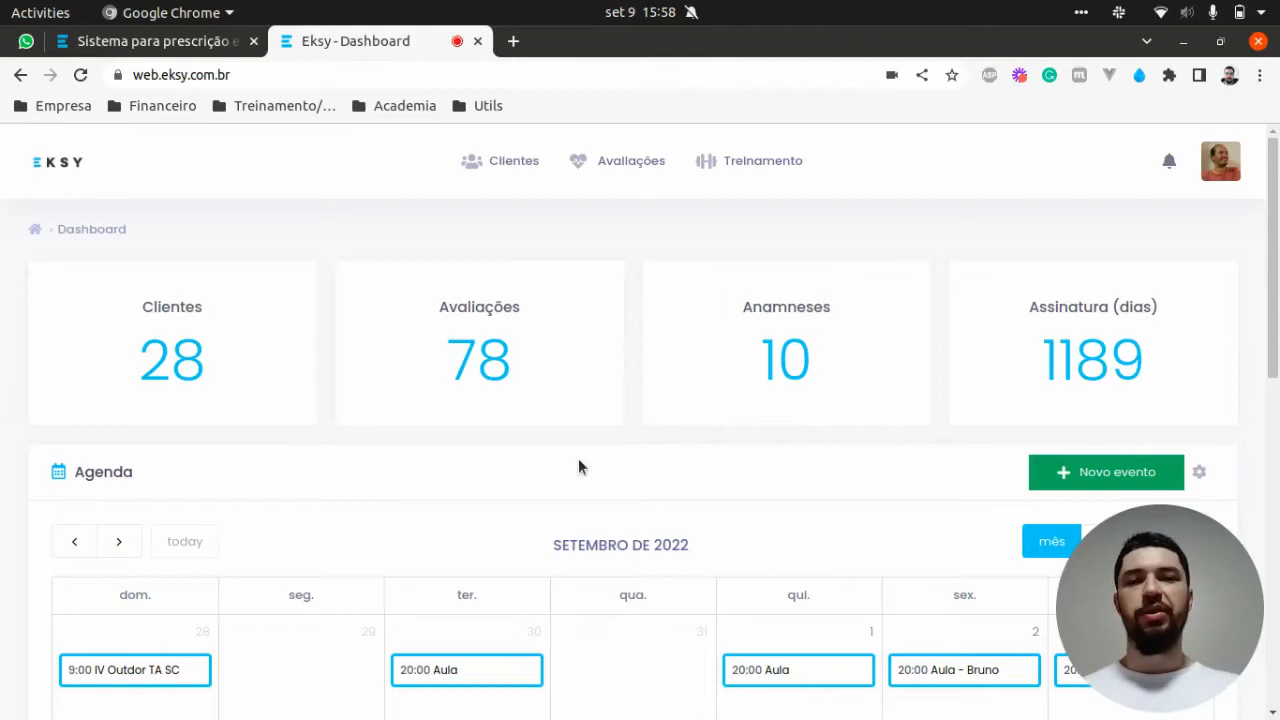 Activities Google Chrome set 9 15:58
Sistema para prescrição e Eksy - Dashboard
web.eksy.com.br
Empresa Financeiro Treinamento/... Academia Utils
EKSY Clientes Avaliações Treinamento
Dashboard
Clientes Avaliações Anamneses Assinatura (dias)
28 78 10 1189
Agenda + Novo evento
today SETEMBRO DE 2022 mês
dom. seg. ter. qua. qui. sex.
28 29 30 31 1 2
9:00 IV Outdor TA SC 20:00 Aula 20:00 Aula 20:00 Aula - Bruno